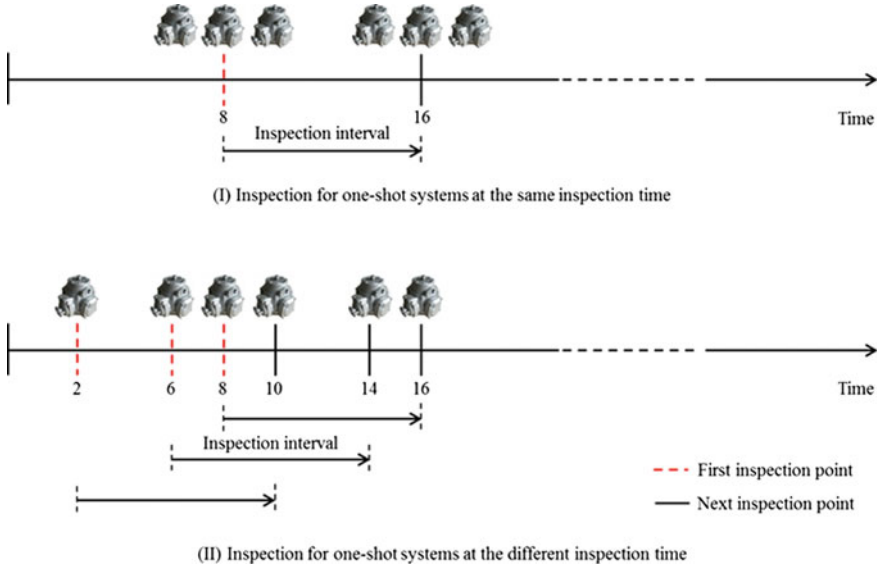 8
16
Time
Inspection interval
(I) Inspection for one-shot systems at the same inspection time
2
6
8
10
14
16
Time
Inspection interval
First inspection point
Next inspection point
(II) Inspection for one-shot systems at the different inspection time